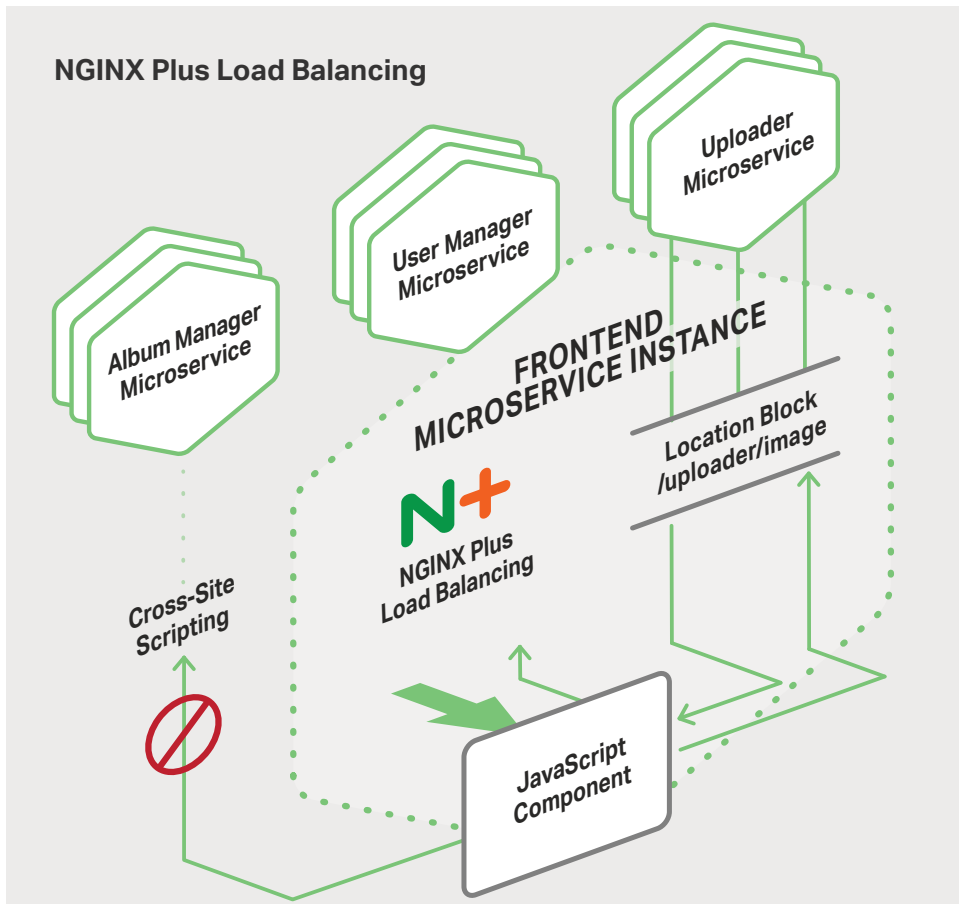 NGINX Plus Load Balancing
Uploader
Microservice
User Manager
Microservice
Album Manager
Microservice
FRONTEND
MICROSERVICE INSTANCE
Location Block
/uploader/image
N+
NGINX Plus
Load Balancing
Cross-Site
Scripting
JavaScript
Component